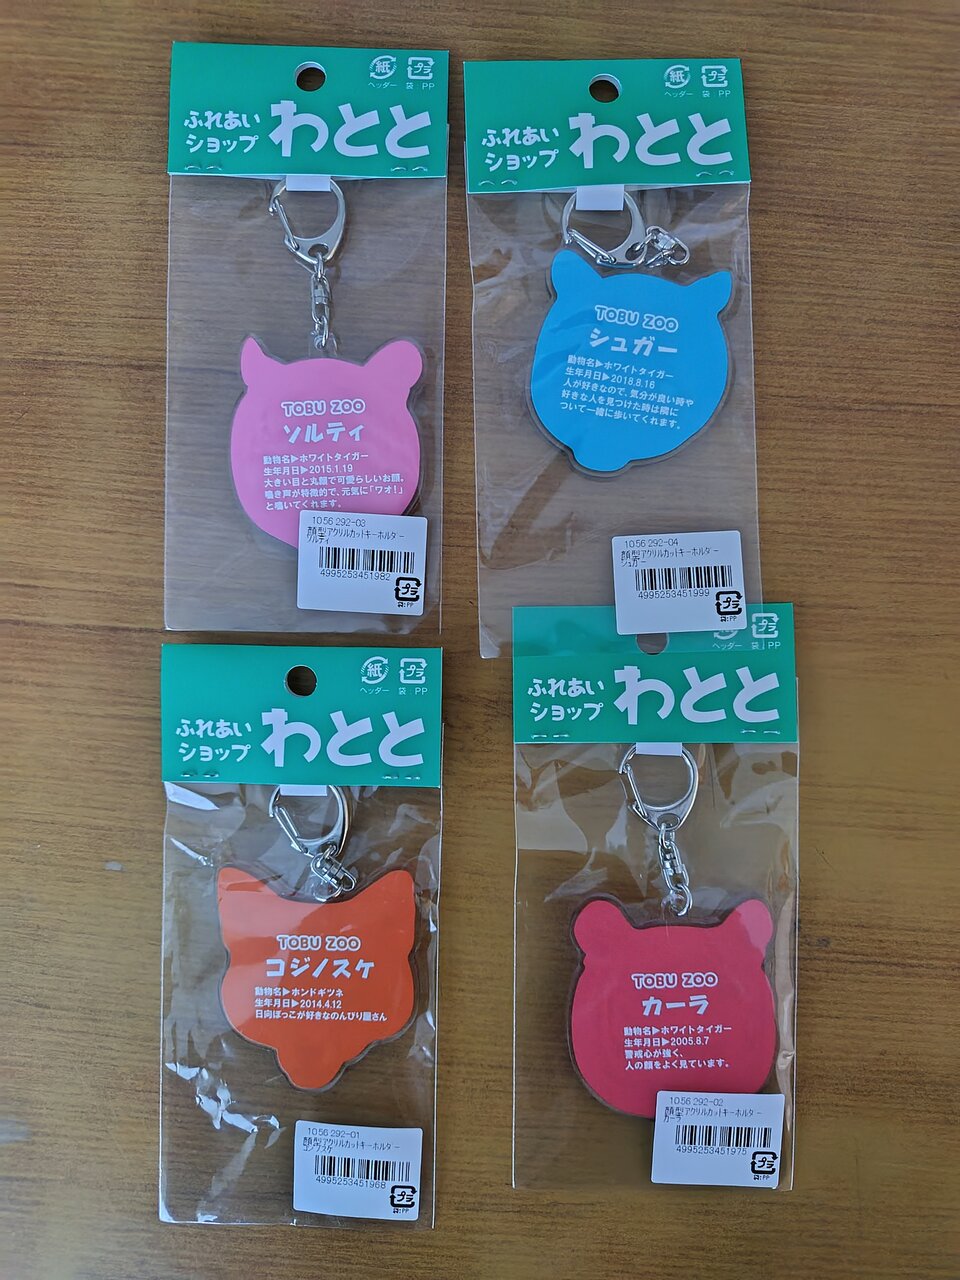 紙
プラ
ヘッダー 袋:PP
ふれあい
ショップ
わとと
TOBU ZOO
ソルティ
動物名▶ホワイトタイガー
生年月日▶2015.1.19
大きい目と丸顔で可愛らしいお顔。
鳴き声が特徴的で、元気に「ワオ!」
と鳴いてくれます。
1056 292-03
顔型アクリルカットキーホルダー
ソルティ
4995253451982
プラ
袋:PP
紙
プラ
ヘッダー 袋:PP
ふれあい
ショップ
わとと
TOBU ZOO
シュガー
動物名▶ホワイトタイガー
生年月日▶2018.8.16
人が好きなので、気分が良い時や
好きな人を見つけた時は隣に
ついて一緒に歩いてくれます。
1056 292-04
顔型アクリルカットキーホルダー
シュガー
4995253451999
プラ
袋:PP
紙
プラ
ヘッダー 袋:PP
ふれあい
ショップ
わとと
TOBU ZOO
コジノスケ
動物名▶ホンドギツネ
生年月日▶2014.4.12
日向ぼっこが好きなのんびり屋さん
1056 292-01
顔型アクリルカットキーホルダー
コジノスケ
4995253451968
プラ
袋:PP
プラ
ヘッダー 袋:PP
ふれあい
ショップ
わとと
TOBU ZOO
カーラ
動物名▶ホワイトタイガー
生年月日▶2005.8.7
警戒心が強く、
人の顔をよく見ています。
1056 292-02
顔型アクリルカットキーホルダー
カーラ
4995253451975
プラ
袋:PP